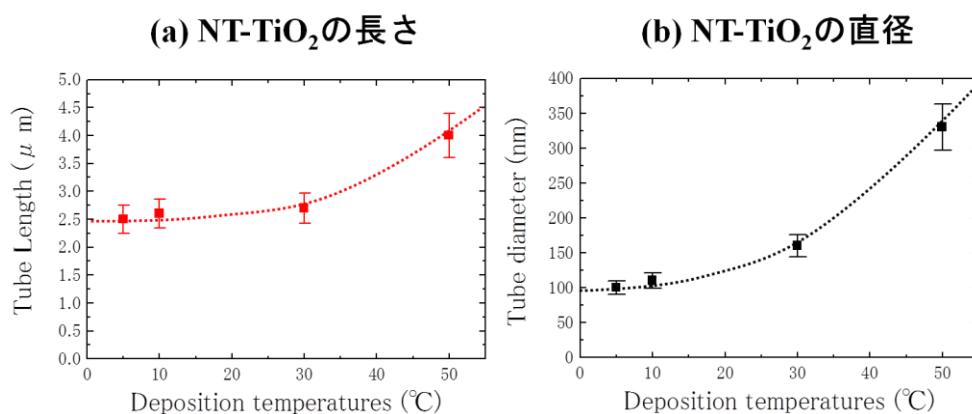 (a) NT-TiO₂の長さ
Tube Length (μ m)
5.0
4.5
4.0
3.5
3.0
2.5
2.0
1.5
1.0
0.5
0.0
0 10 20 30 40 50
Deposition temperatures (℃)
(b) NT-TiO₂の直径
Tube diameter (nm)
400
350
300
250
200
150
100
50
0
0 10 20 30 40 50
Deposition temperatures (℃)